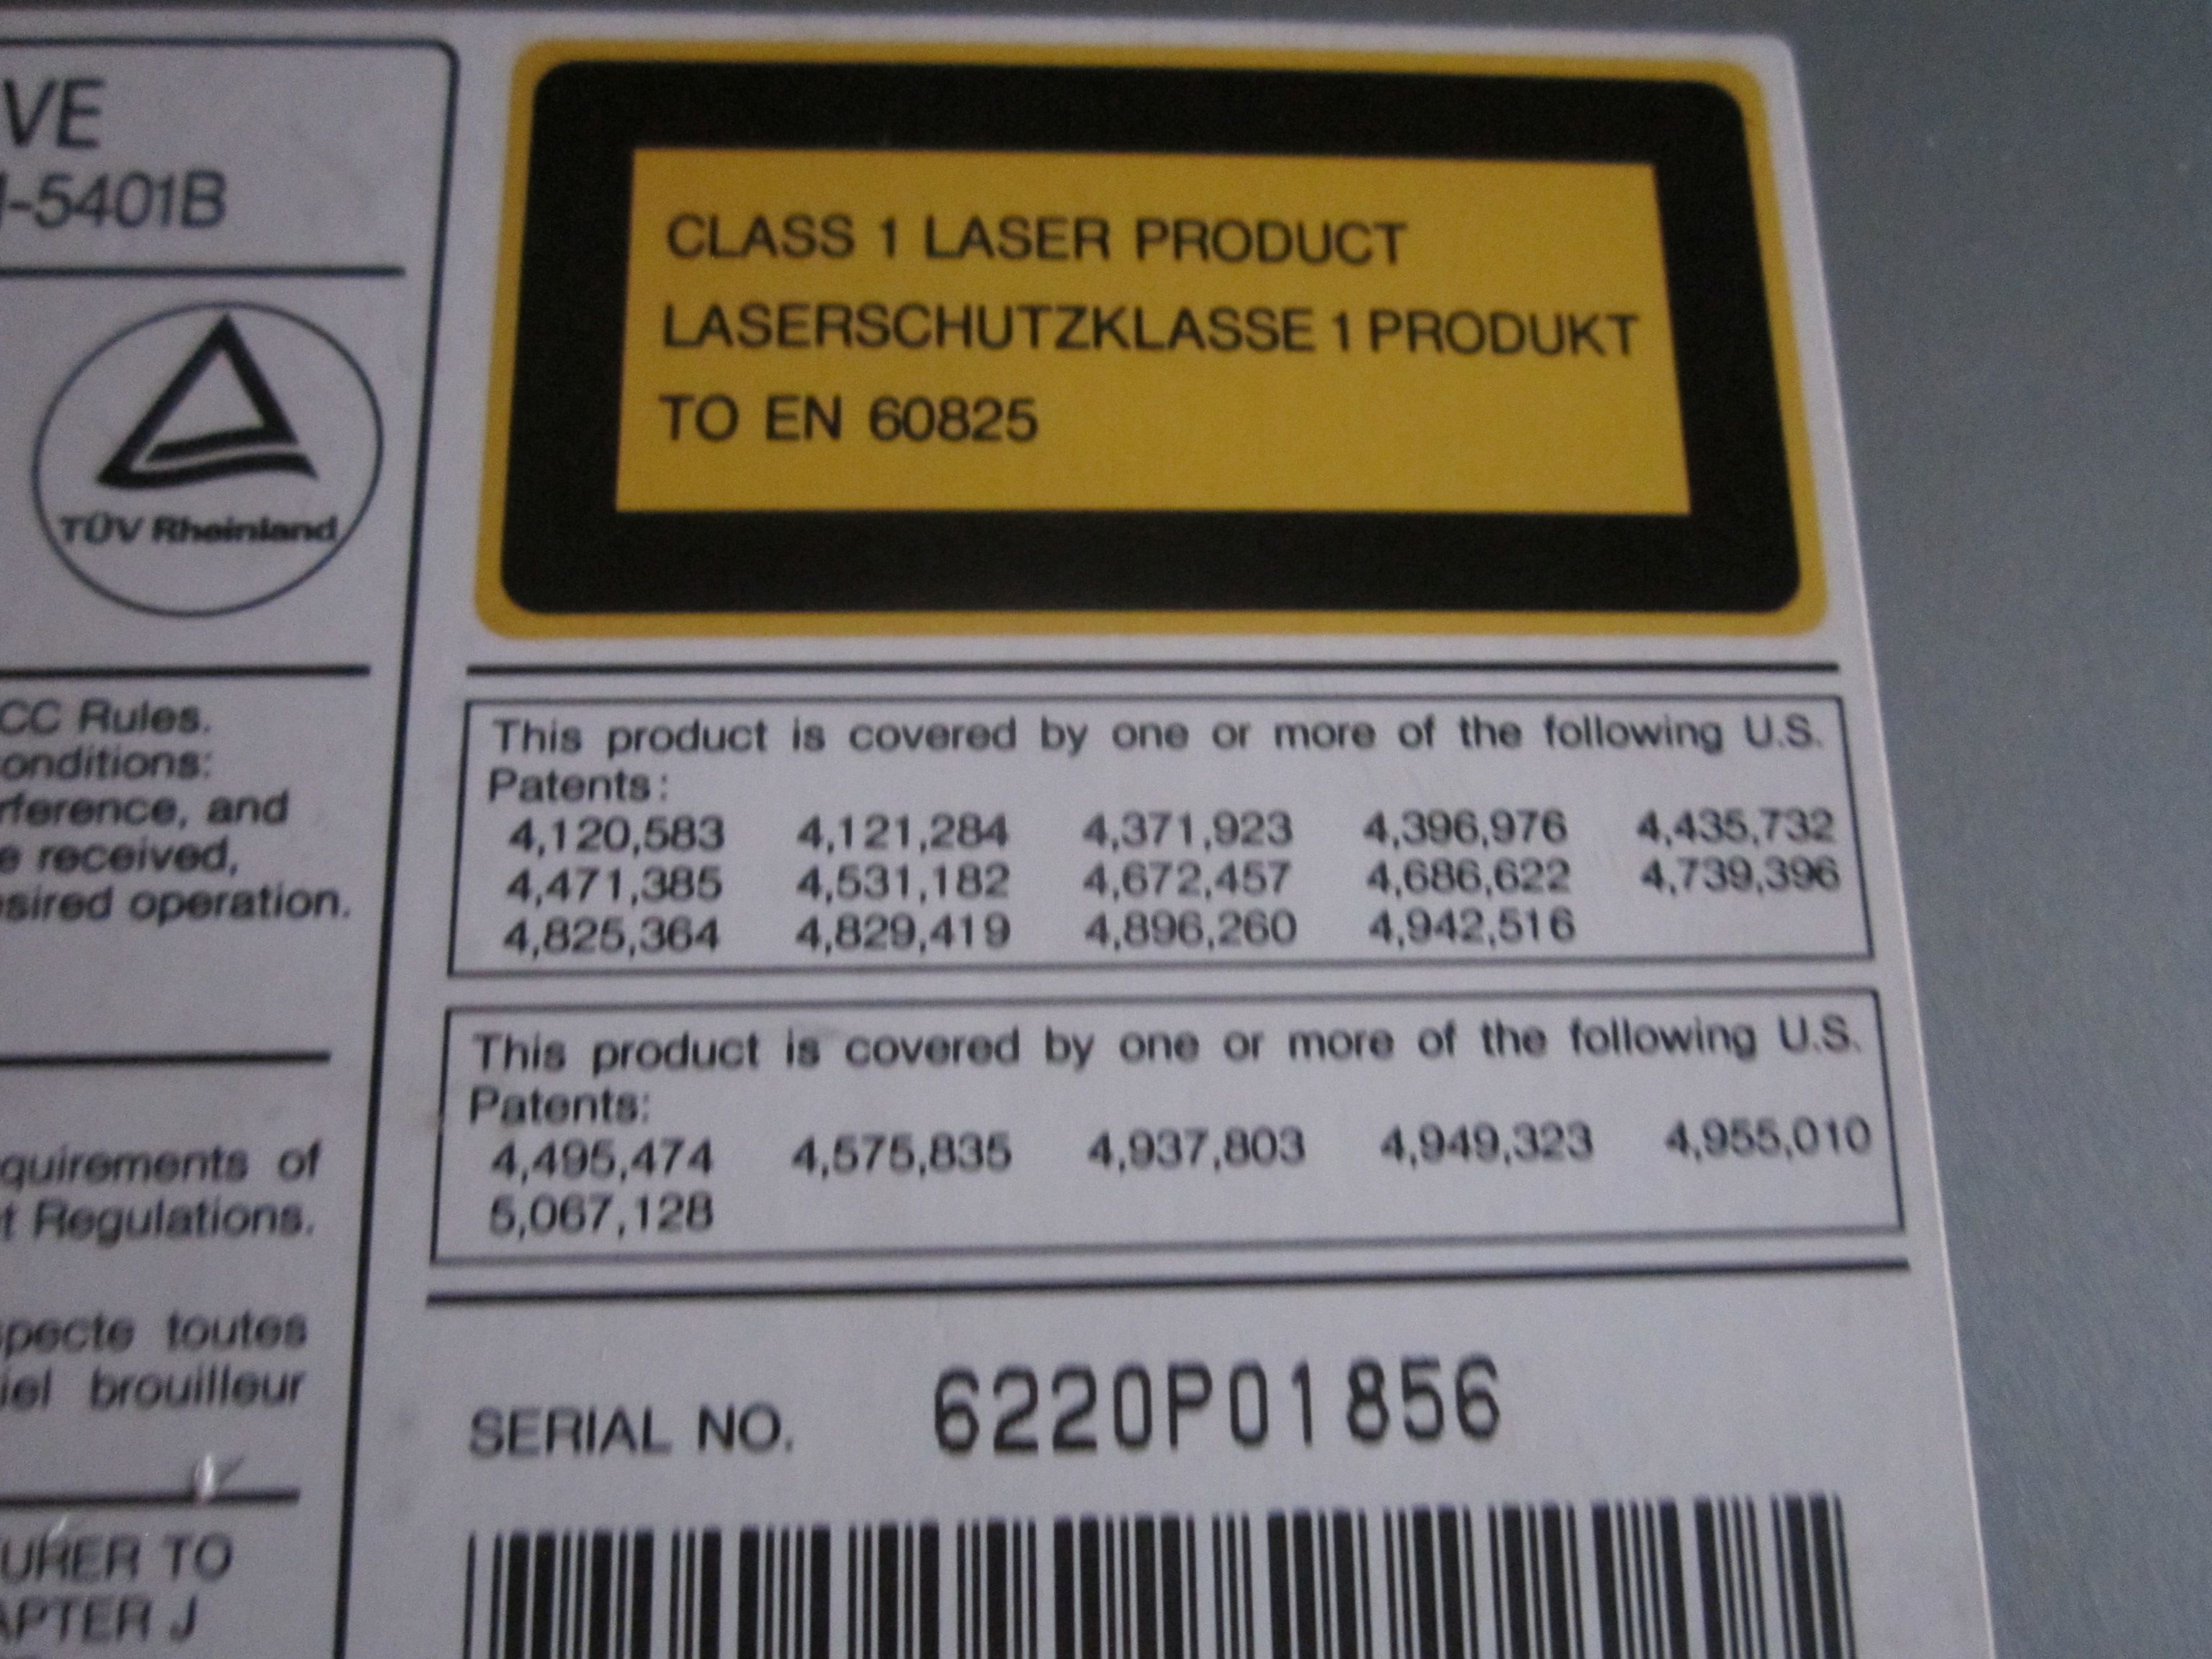 VE
-5401B
TÜV Rheinland
CC Rules.
onditions:
rference, and
e received,
esired operation.
quirements of
t Regulations.
specte toutes
iel brouilleur
URER TO
APTER J
CLASS 1 LASER PRODUCT
LASERSCHUTZKLASSE 1 PRODUKT
TO EN 60825
This product is covered by one or more of the following U.S.
Patents:
4,120,583 4,121,284 4,371,923 4,396,976 4,435,732
4,471,385 4,531,182 4,672,457 4,686,622 4,739,396
4,825,364 4,829,419 4,896,260 4,942,516
This product is covered by one or more of the following U.S.
Patents:
4,495,474 4,575,835 4,937,803 4,949,323 4,955,010
5,067,128
SERIAL NO. 6220P01856